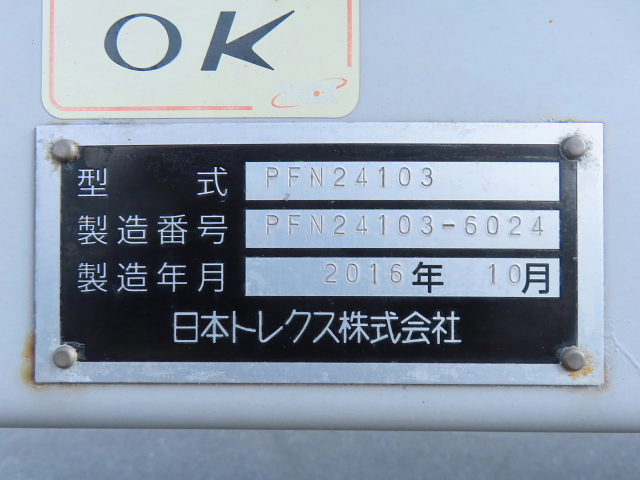 OK
型式 PFN24103
製造番号 PFN24103-6024
製造年月 2016年 10月
日本トレクス株式会社